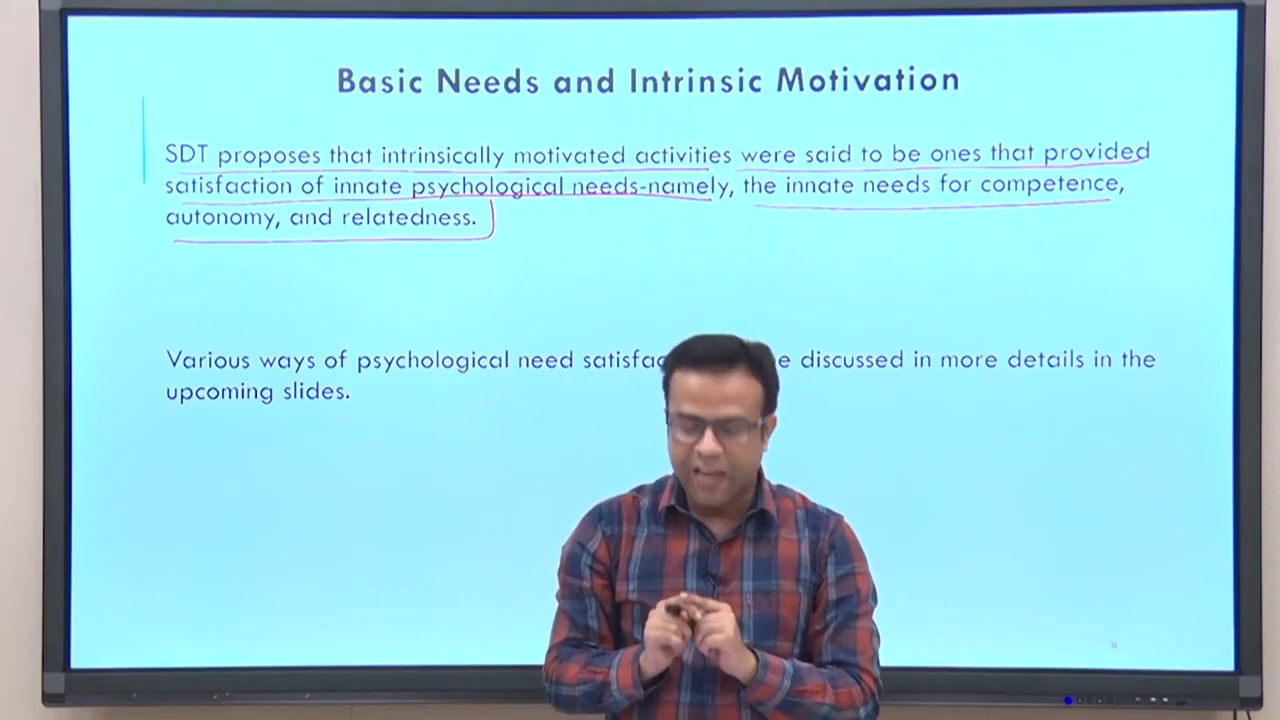 Basic Needs and Intrinsic Motivation
SDT proposes that intrinsically motivated activities were said to be ones that provided
satisfaction of innate psychological needs-namely, the innate needs for competence,
autonomy, and relatedness.
Various ways of psychological need discussed in more details in the
upcoming slides.